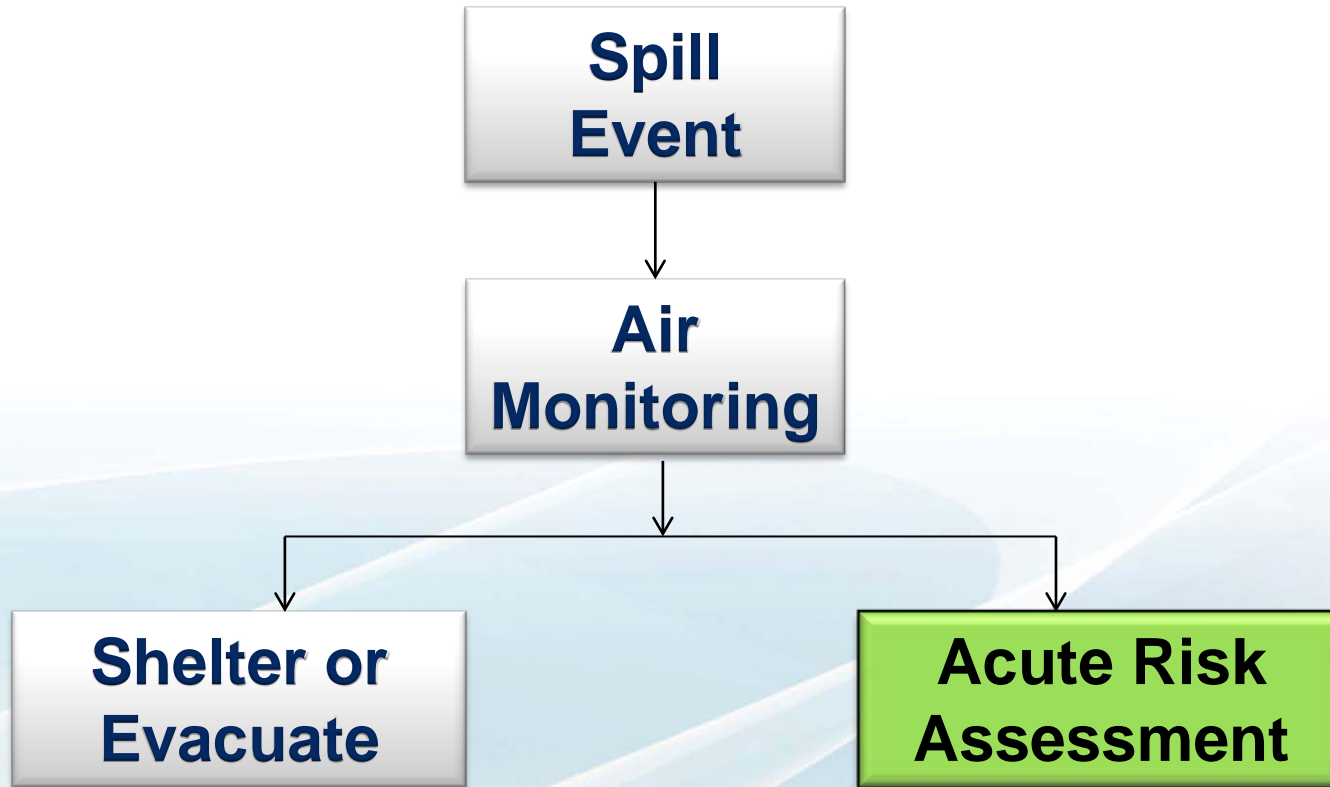 Spill
Event
Air
Monitoring
Shelter or
Evacuate
Acute Risk
Assessment